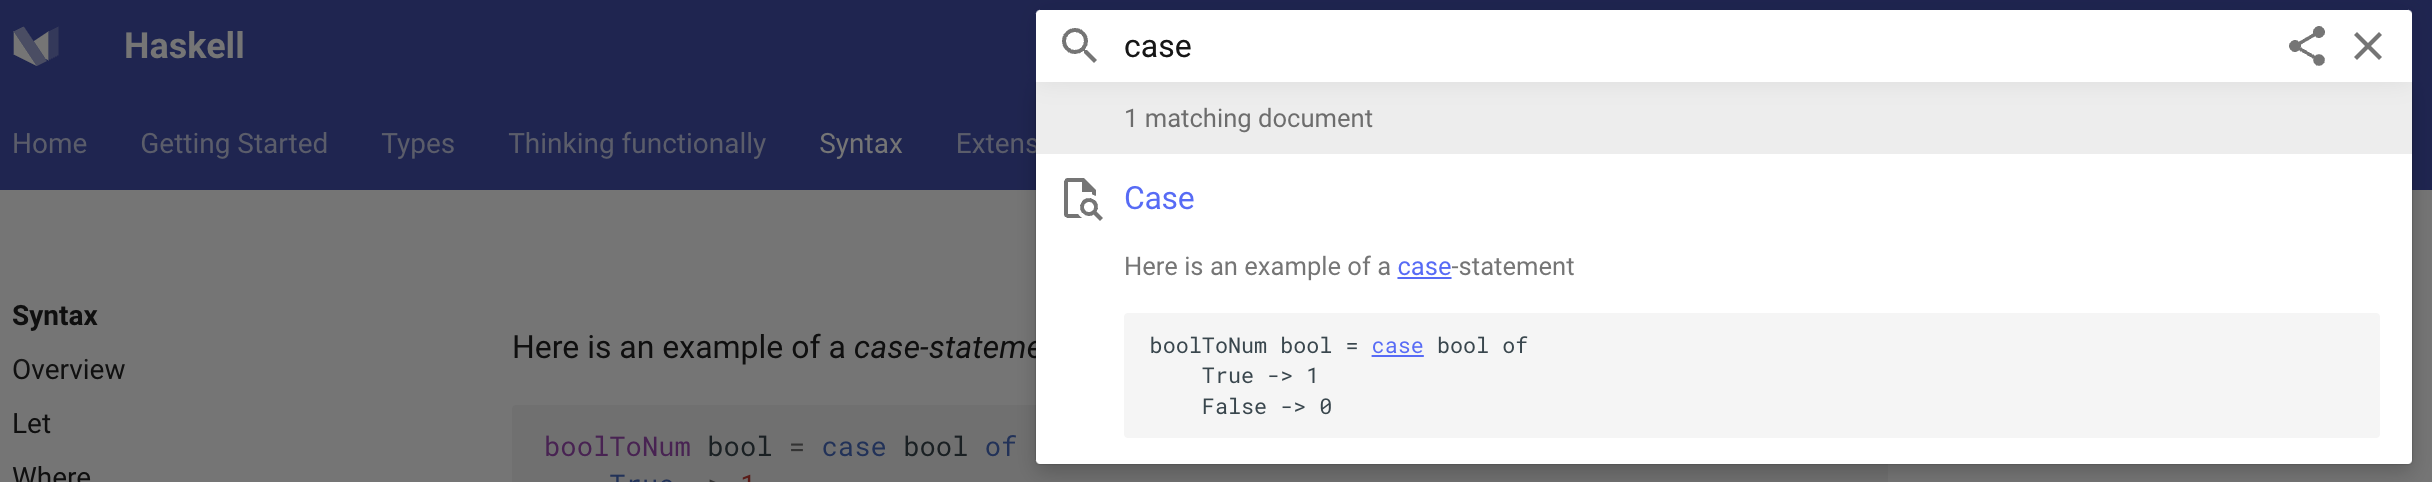 Haskell
Home Getting Started Types Thinking functionally Syntax Extens
case
1 matching document
Case
Here is an example of a case-statement
boolToNum bool = case bool of
True -> 1
False -> 0
Syntax
Overview
Let
Where
Here is an example of a case-stateme
boolToNum bool = case bool of
True -> 1